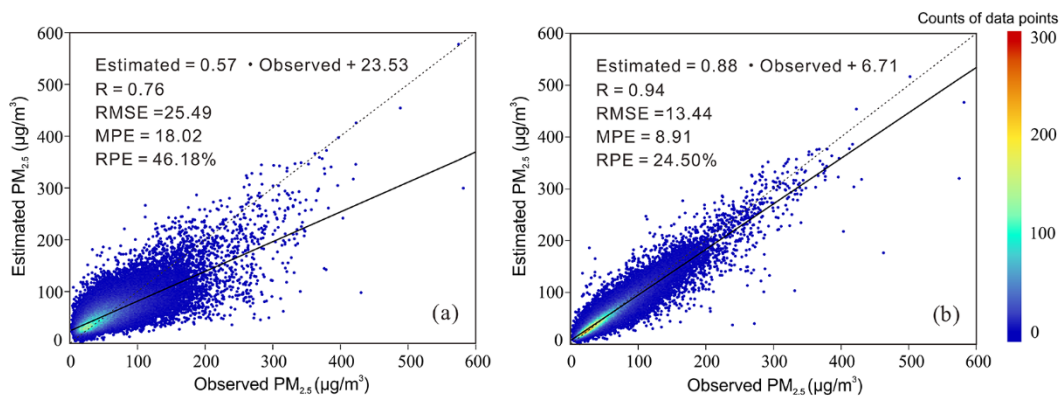 Counts of data points
300
200
100
0
Estimated PM2.5 (μg/m³)
600
500
400
300
200
100
0
Estimated = 0.57 • Observed + 23.53
R = 0.76
RMSE =25.49
MPE = 18.02
RPE = 46.18%
(a)
0 100 200 300 400 500 600
Observed PM2.5 (μg/m³)
Estimated PM2.5 (μg/m³)
600
500
400
300
200
100
0
Estimated = 0.88 • Observed + 6.71
R = 0.94
RMSE =13.44
MPE = 8.91
RPE = 24.50%
(b)
0 100 200 300 400 500 600
Observed PM2.5 (μg/m³)